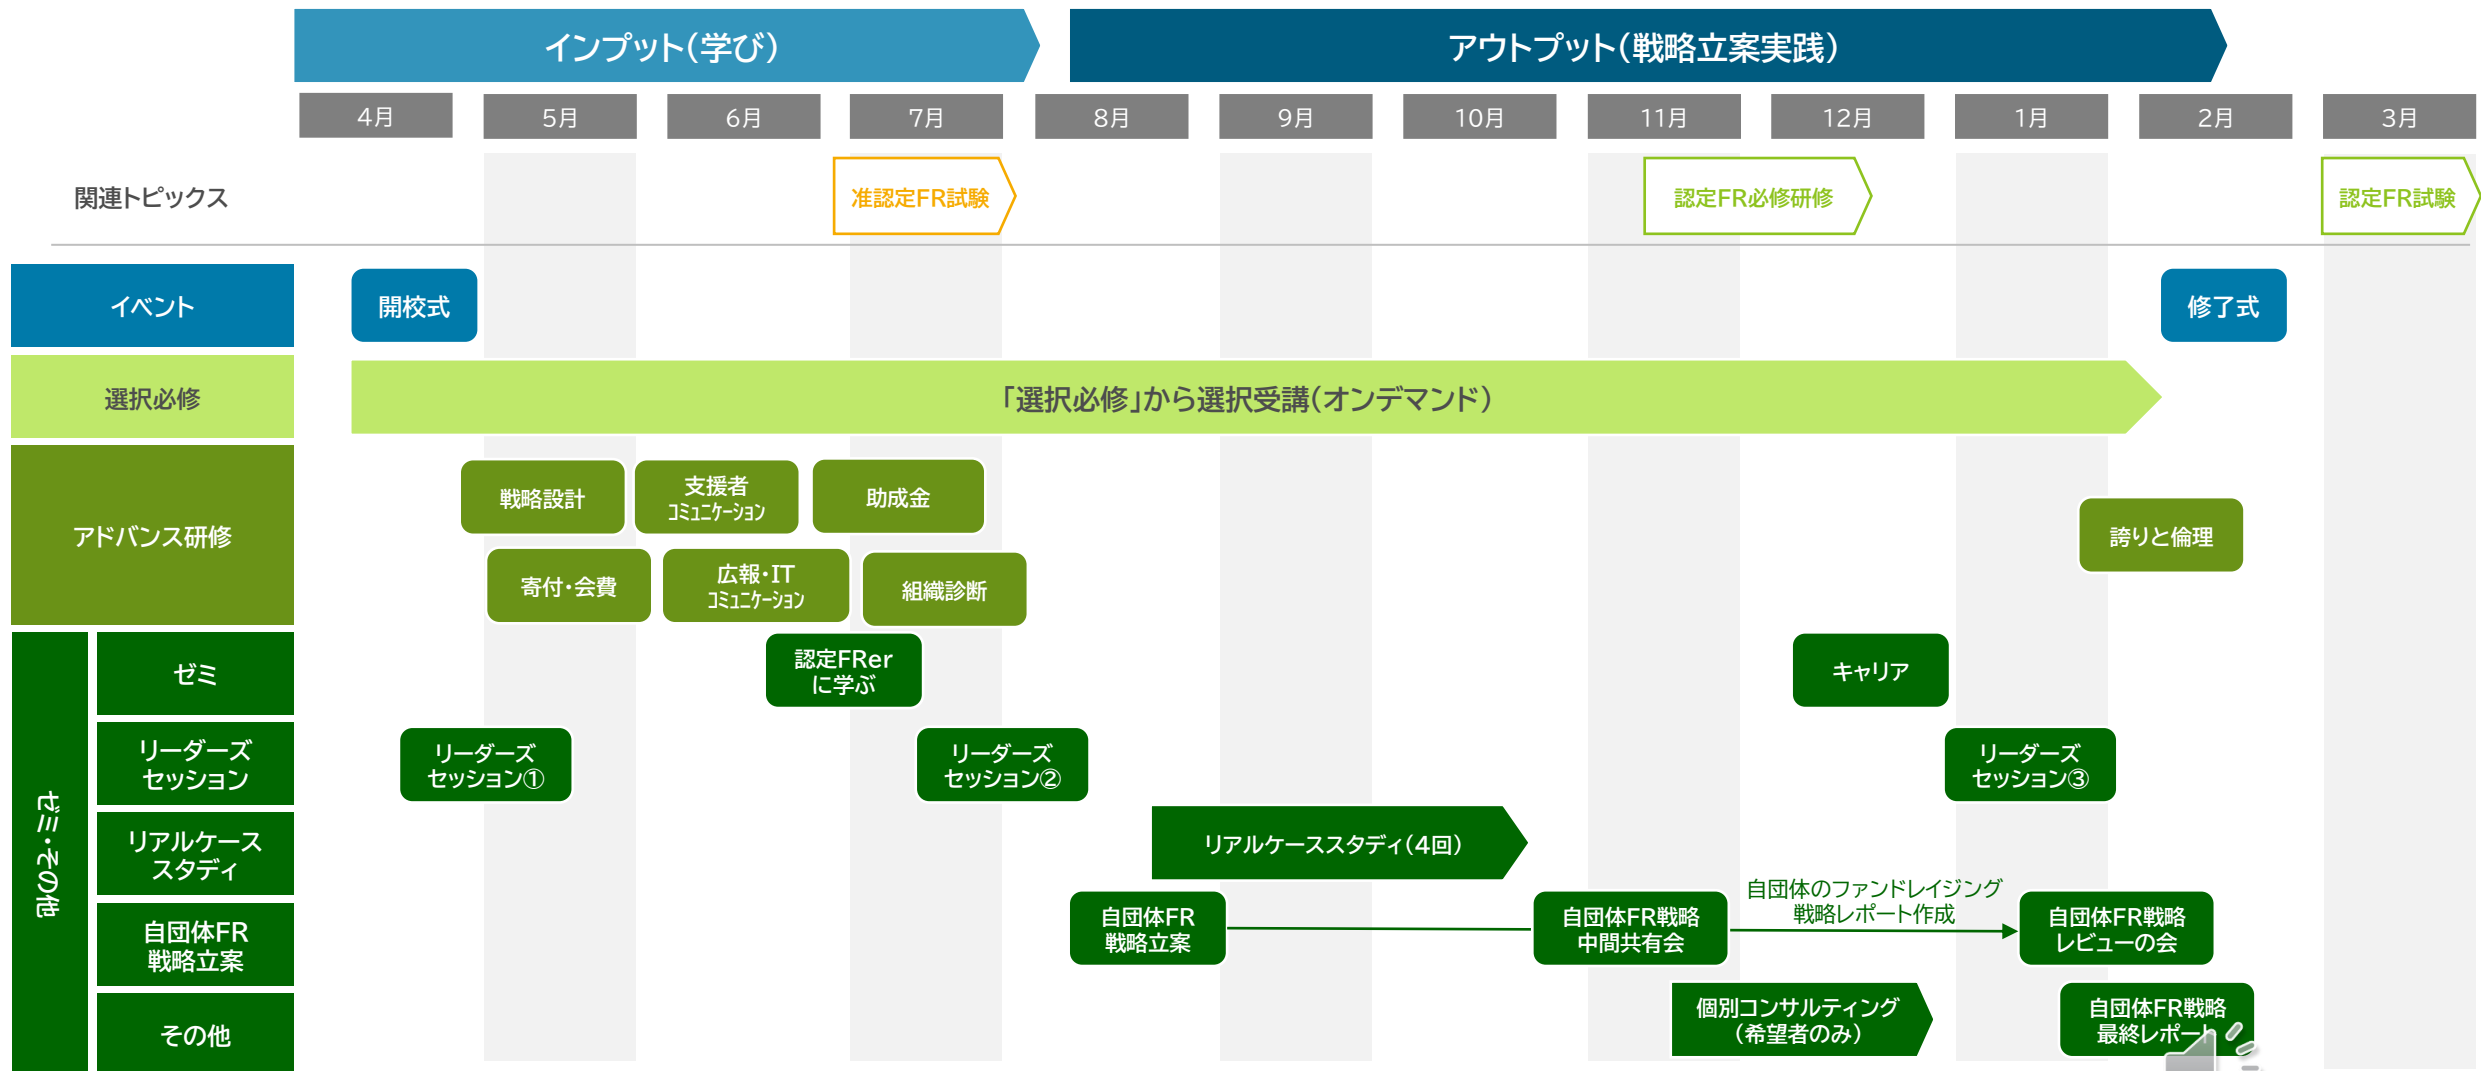 インプット(学び)
アウトプット(戦略立案実践)
4月
5月
6月
7月
8月
9月
10月
11月
12月
1月
2月
3月
関連トピックス
准認定FR試験
認定FR必修研修
認定FR試験
イベント
開校式
修了式
選択必修
「選択必修」から選択受講(オンデマンド)
アドバンス研修
戦略設計
支援者
コミュニケーション
助成金
寄付・会費
広報・IT
コミュニケーション
組織診断
誇りと倫理
ゼミ・その他
ゼミ
認定FRer
に学ぶ
キャリア
リーダーズ
セッション
リーダーズ
セッション①
リーダーズ
セッション②
リーダーズ
セッション③
リアルケース
スタディ
リアルケーススタディ(4回)
自団体FR
戦略立案
自団体FR
戦略立案
自団体FR戦略
中間共有会
自団体のファンドレイジング
戦略レポート作成
自団体FR戦略
レビューの会
その他
個別コンサルティング
(希望者のみ)
自団体FR戦略
最終レポート